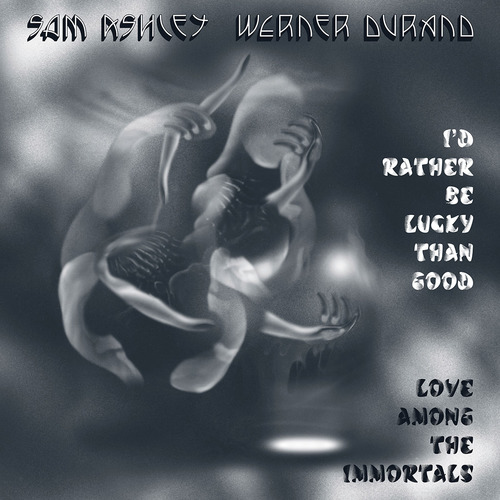 SAM ASHLEY WERNER DURAND
I'D
RATHER
BE
LUCKY
THAN
GOOD
LOVE
AMONG
THE
IMMORTALS